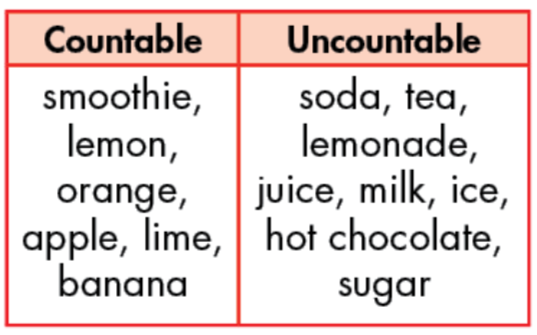 Countable
smoothie,
lemon,
orange,
apple, lime,
banana
Uncountable
soda, tea,
lemonade,
juice, milk, ice,
hot chocolate,
sugar